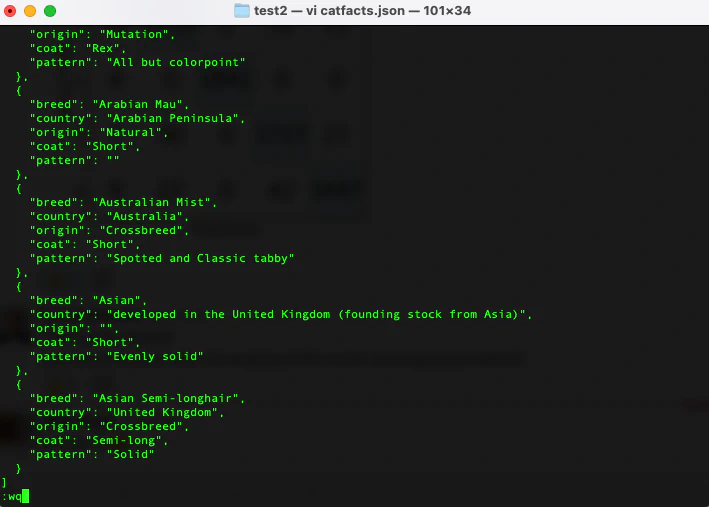 test2 — vi catfacts.json — 101×34
"origin": "Mutation",
"coat": "Rex",
"pattern": "All but colorpoint"
},
{
"breed": "Arabian Mau",
"country": "Arabian Peninsula",
"origin": "Natural",
"coat": "Short",
"pattern": ""
},
{
"breed": "Australian Mist",
"country": "Australia",
"origin": "Crossbreed",
"coat": "Short",
"pattern": "Spotted and Classic tabby"
},
{
"breed": "Asian",
"country": "developed in the United Kingdom (founding stock from Asia)",
"origin": "",
"coat": "Short",
"pattern": "Evenly solid"
},
{
"breed": "Asian Semi-longhair",
"country": "United Kingdom",
"origin": "Crossbreed",
"coat": "Semi-long",
"pattern": "Solid"
}
]
:wq